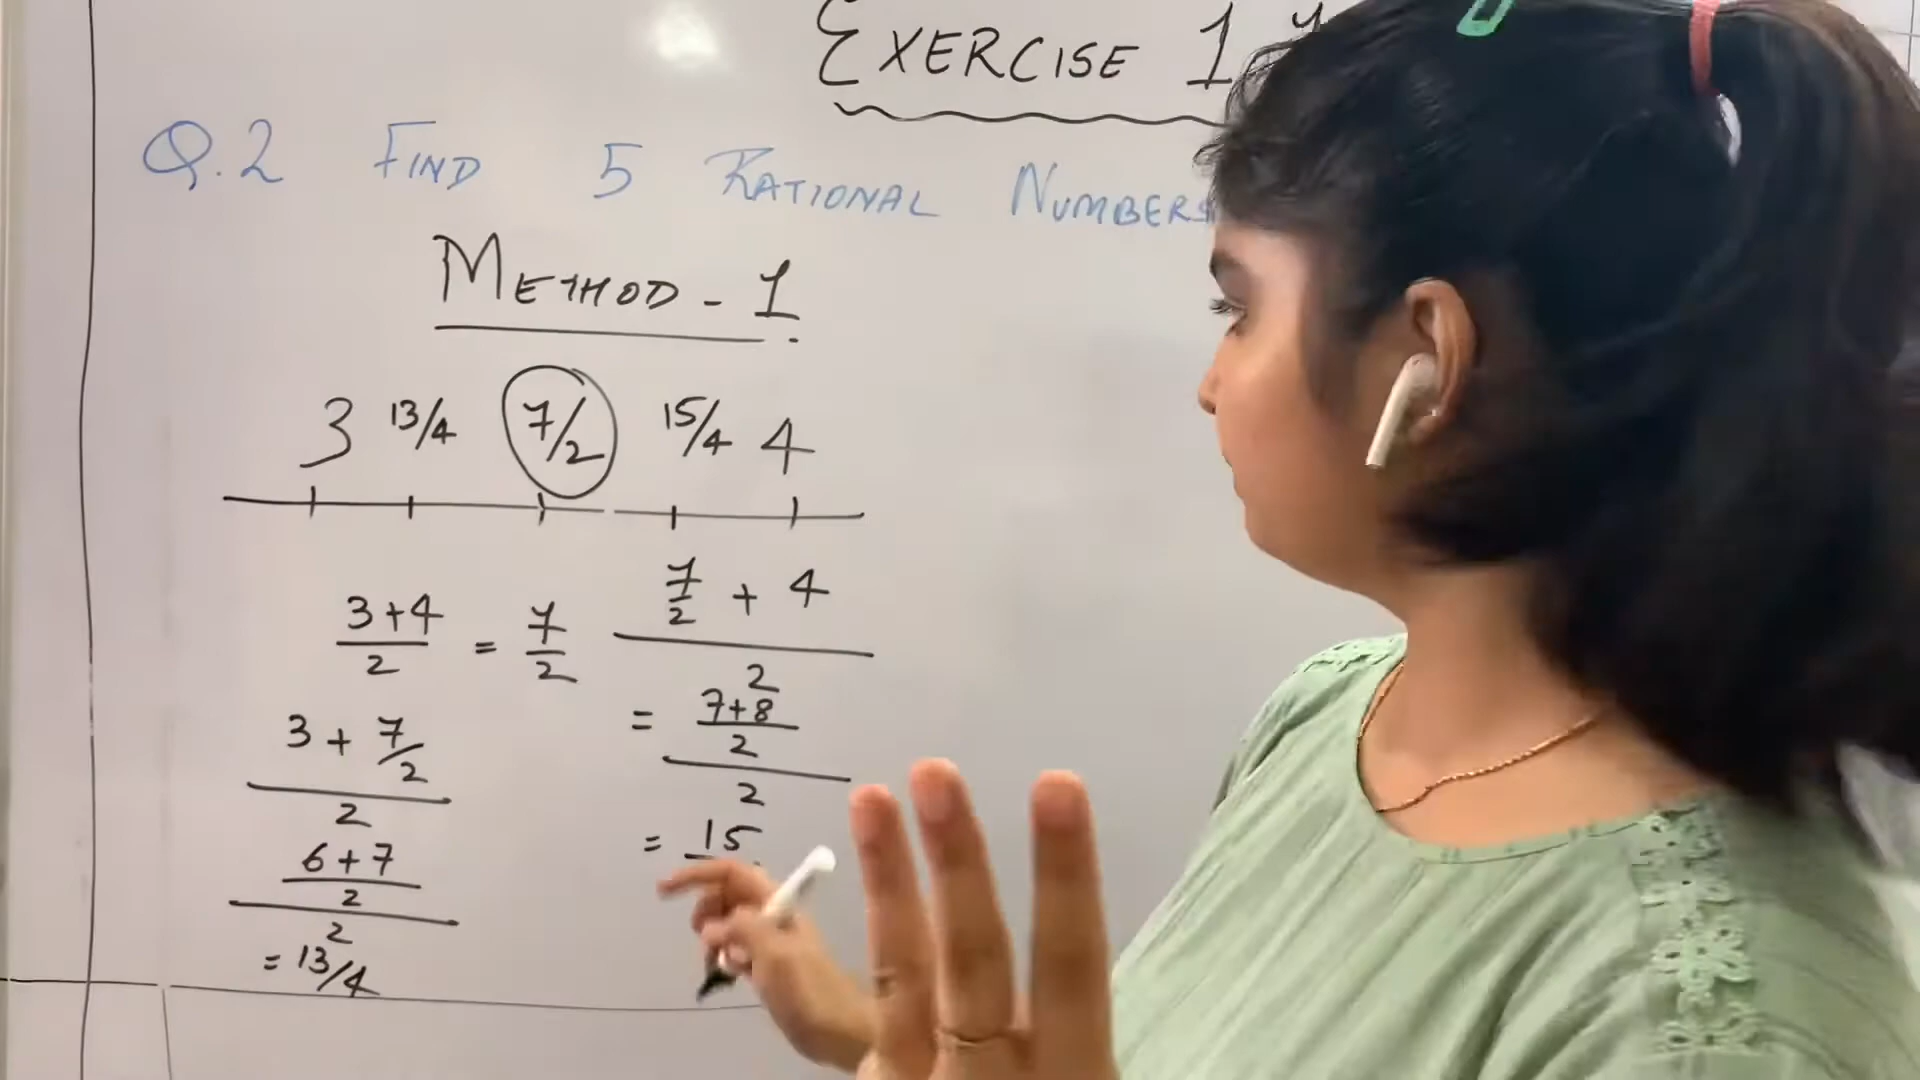 EXERCISE 1
Q.2 FIND 5 RATIONAL NUMBERS
METHOD - 1
3 13/4 7/2 15/4 4
3+4/2 = 7/2
3 + 7/2
2
6+7
2
2
= 13/4
7/2 + 4
2
= 7+8
2
2
= 15